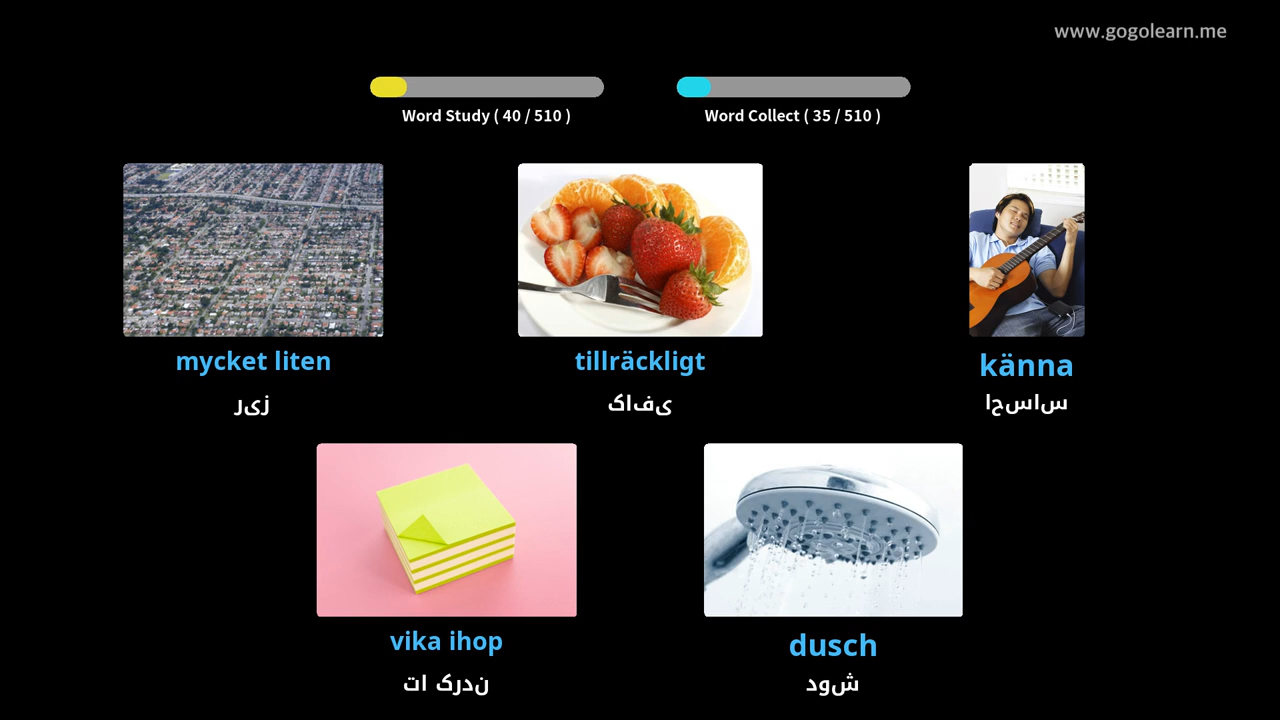 www.gogolearn.me
Word Study ( 40 / 510 )
Word Collect ( 35 / 510 )
mycket liten
زیر
tillräckligt
یفاک
känna
ساسحا
vika ihop
ندرک ات
dusch
شود